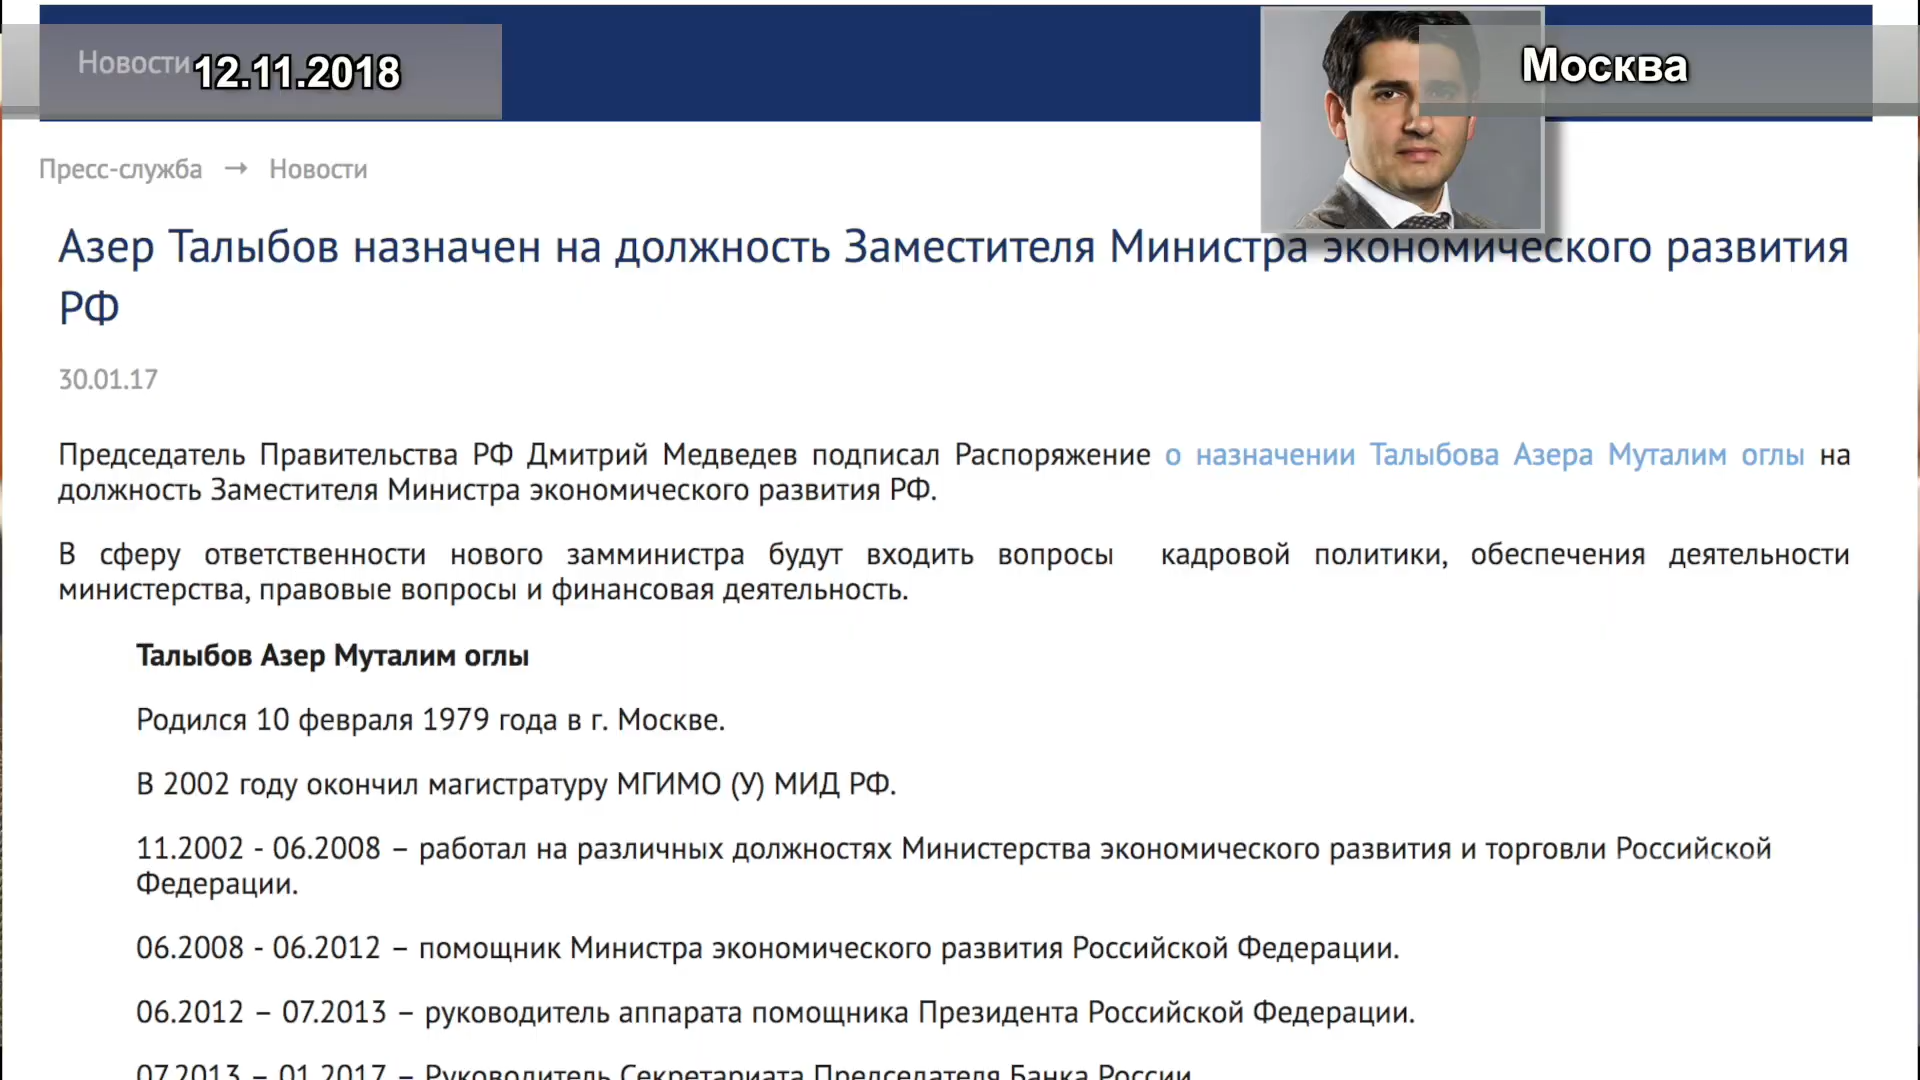 Новости
12.11.2018
Москва
Пресс-служба → Новости
Азер Талыбов назначен на должность Заместителя Министра экономического развития
РФ
30.01.17
Председатель Правительства РФ Дмитрий Медведев подписал Распоряжение о назначении Талыбова Азера Муталим оглы на
должность Заместителя Министра экономического развития РФ.
В сферу ответственности нового замминистра будут входить вопросы кадровой политики, обеспечения деятельности
министерства, правовые вопросы и финансовая деятельность.
Талыбов Азер Муталим оглы
Родился 10 февраля 1979 года в г. Москве.
В 2002 году окончил магистратуру МГИМО (У) МИД РФ.
11.2002 - 06.2008 – работал на различных должностях Министерства экономического развития и торговли Российской
Федерации.
06.2008 - 06.2012 – помощник Министра экономического развития Российской Федерации.
06.2012 – 07.2013 – руководитель аппарата помощника Президента Российской Федерации.
07.2013 – 01.2017 – Руководитель Секретариата Председателя Банка России